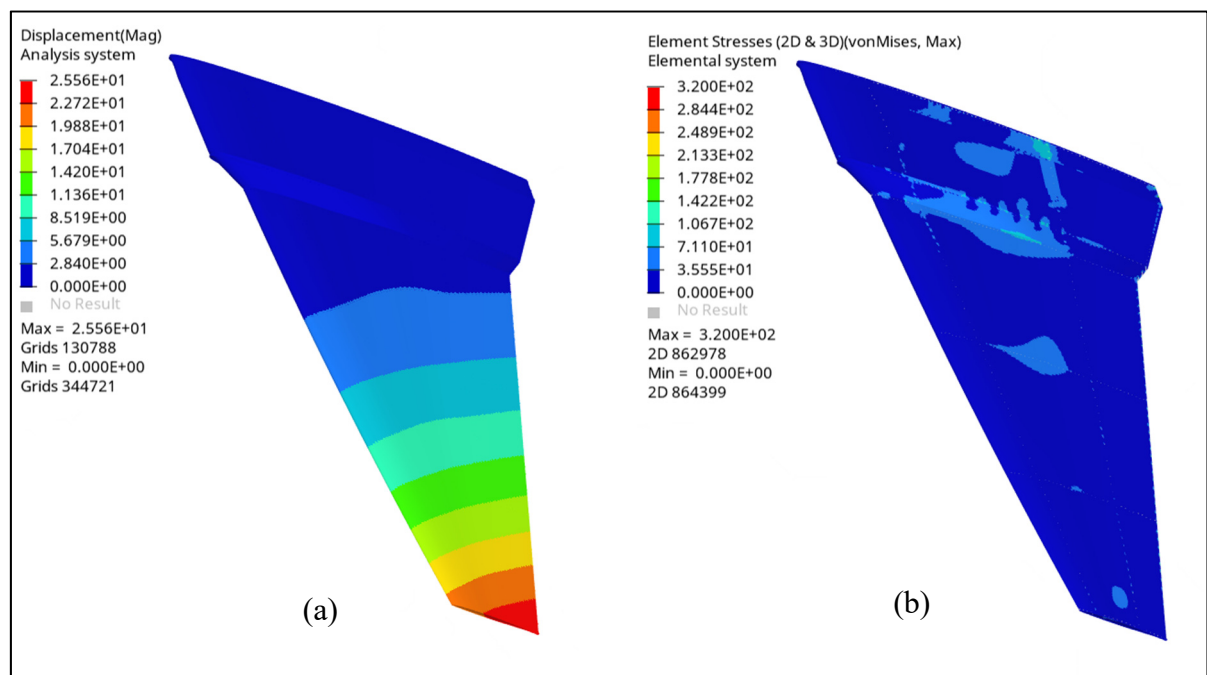 Displacement(Mag)
Analysis system
2.556E+01
2.272E+01
1.988E+01
1.704E+01
1.420E+01
1.136E+01
8.519E+00
5.679E+00
2.840E+00
0.000E+00
No Result
Max = 2.556E+01
Grids 130788
Min = 0.000E+00
Grids 344721
(a)
Element Stresses (2D & 3D)(vonMises, Max)
Elemental system
3.200E+02
2.844E+02
2.489E+02
2.133E+02
1.778E+02
1.422E+02
1.067E+02
7.110E+01
3.555E+01
0.000E+00
No Result
Max = 3.200E+02
2D 862978
Min = 0.000E+00
2D 864399
(b)